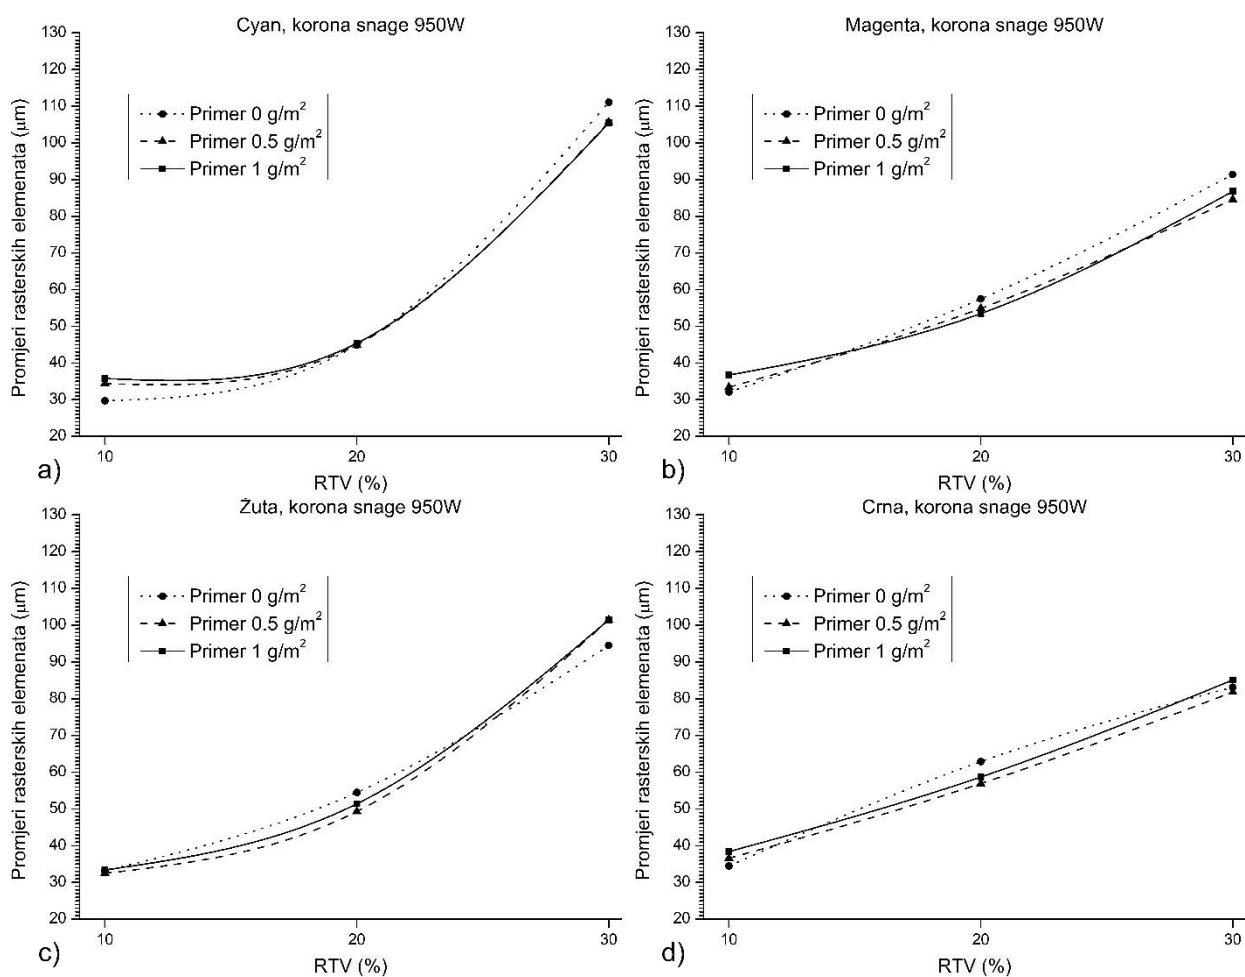 Cyan, korona snage 950W
130
120
110
100
90
80
70
60
50
40
30
20
Promjeri rasterskih elemenata (μm)
Primer 0 g/m²
Primer 0.5 g/m²
Primer 1 g/m²
10 20 30
RTV (%)
a)
Magenta, korona snage 950W
130
120
110
100
90
80
70
60
50
40
30
20
Promjeri rasterskih elemenata (μm)
Primer 0 g/m²
Primer 0.5 g/m²
Primer 1 g/m²
10 20 30
RTV (%)
b)
Žuta, korona snage 950W
130
120
110
100
90
80
70
60
50
40
30
20
Promjeri rasterskih elemenata (μm)
Primer 0 g/m²
Primer 0.5 g/m²
Primer 1 g/m²
10 20 30
RTV (%)
c)
Crna, korona snage 950W
130
120
110
100
90
80
70
60
50
40
30
20
Promjeri rasterskih elemenata (μm)
Primer 0 g/m²
Primer 0.5 g/m²
Primer 1 g/m²
10 20 30
RTV (%)
d)